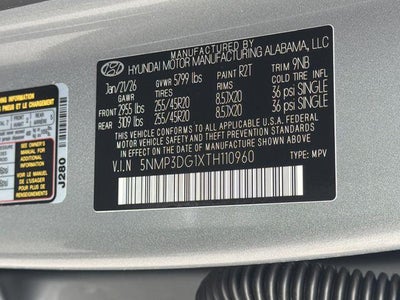 MANUFACTURED BY
HYUNDAI MOTOR MANUFACTURING ALABAMA, LLC
Jan/21/26 GVWR 5799 lbs PAINT R2T TRIM 9NB
GAWR TIRES RIMS COLD TIRE INFL
FRONT 2955 lbs 255/45R20 8.5JX20 36 psi SINGLE
REAR 3109 lbs 255/45R20 8.5JX20 36 psi SINGLE
THIS VEHICLE CONFORMS TO ALL APPLICABLE U.S. FEDERAL
MOTOR VEHICLE SAFETY AND THEFT PREVENTION STANDARDS
IN EFFECT ON THE DATE OF MANUFACTURE SHOWN ABOVE.
V.I.N 5NMP3DG1XTH110960 TYPE: MPV
ET LE CHARGEMENT
J280